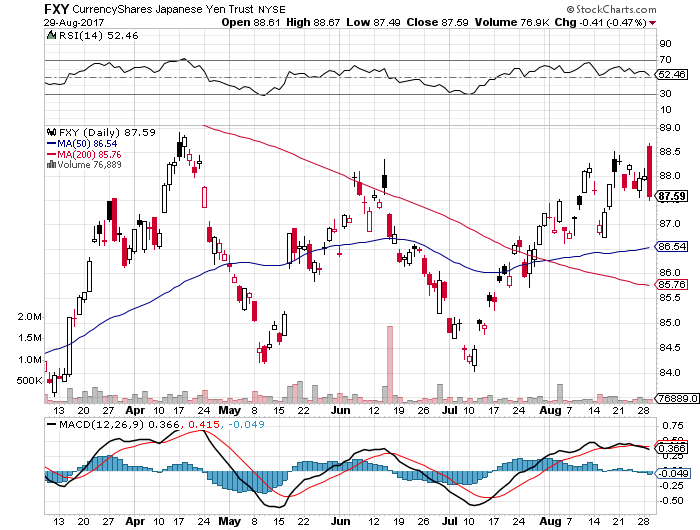 FXY CurrencyShares Japanese Yen Trust NYSE
© StockCharts.com
29-Aug-2017
Open 88.61 High 88.67 Low 87.49 Close 87.59 Volume 76.9K Chg -0.41 (-0.47%)
RSI(14) 52.46
90
70
52.46
30
10
FXY (Daily) 87.59
MA(50) 86.54
MA(200) 85.76
Volume 76,889
89.0
88.5
88.0
87.59
87.0
86.54
86.0
85.76
85.0
84.5
84.0
2.0M
1.5M
1.0M
500K
76889.0
13 20 27 Apr 10 17 24 May 8 15 22 Jun 12 19 26 Jul 10 17 24 Aug 7 14 21 28
MACD(12,26,9) 0.366, 0.415, -0.049
0.75
0.366
0.25
-0.049
-0.25
-0.50
13 20 27 Apr 10 17 24 May 8 15 22 Jun 12 19 26 Jul 10 17 24 Aug 7 14 21 28